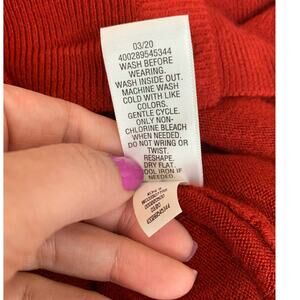 03/20
400289545344
WASH BEFORE
WEARING.
WASH INSIDE OUT.
MACHINE WASH
COLD WITH LIKE
COLORS.
GENTLE CYCLE.
ONLY NON-
CHLORINE BLEACH
WHEN NEEDED.
DO NOT WRING OR
TWIST.
RESHAPE.
DRY FLAT.
COOL IRON IF
NEEDED.